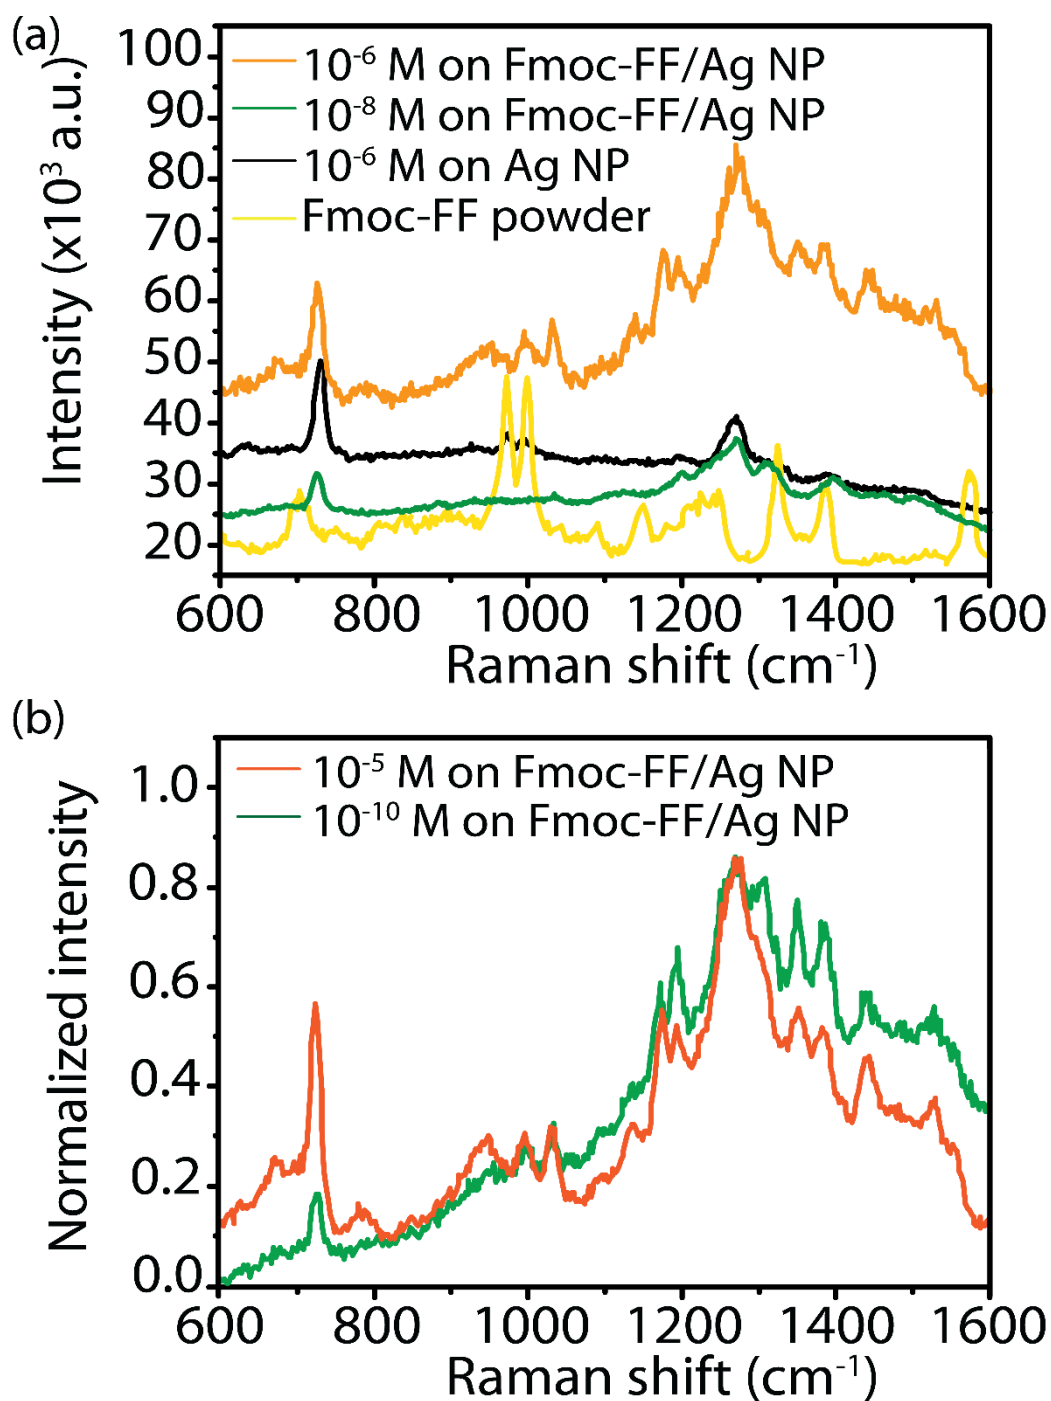 (a)
Intensity (x10³ a.u.)
100
90
80
70
60
50
40
30
20
10⁻⁶ M on Fmoc-FF/Ag NP
10⁻⁸ M on Fmoc-FF/Ag NP
10⁻⁶ M on Ag NP
Fmoc-FF powder
600 800 1000 1200 1400 1600
Raman shift (cm⁻¹)
(b)
Normalized intensity
1.0
0.8
0.6
0.4
0.2
0.0
10⁻⁵ M on Fmoc-FF/Ag NP
10⁻¹⁰ M on Fmoc-FF/Ag NP
600 800 1000 1200 1400 1600
Raman shift (cm⁻¹)